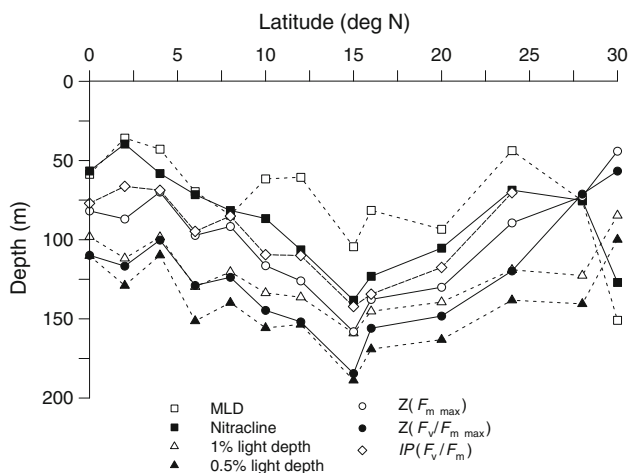 Latitude (deg N)
0 5 10 15 20 25 30
0
50
100
150
200
Depth (m)
MLD
Nitracline
1% light depth
0.5% light depth
Z(Fm max)
Z(Fv/Fm max)
IP(Fv/Fm)